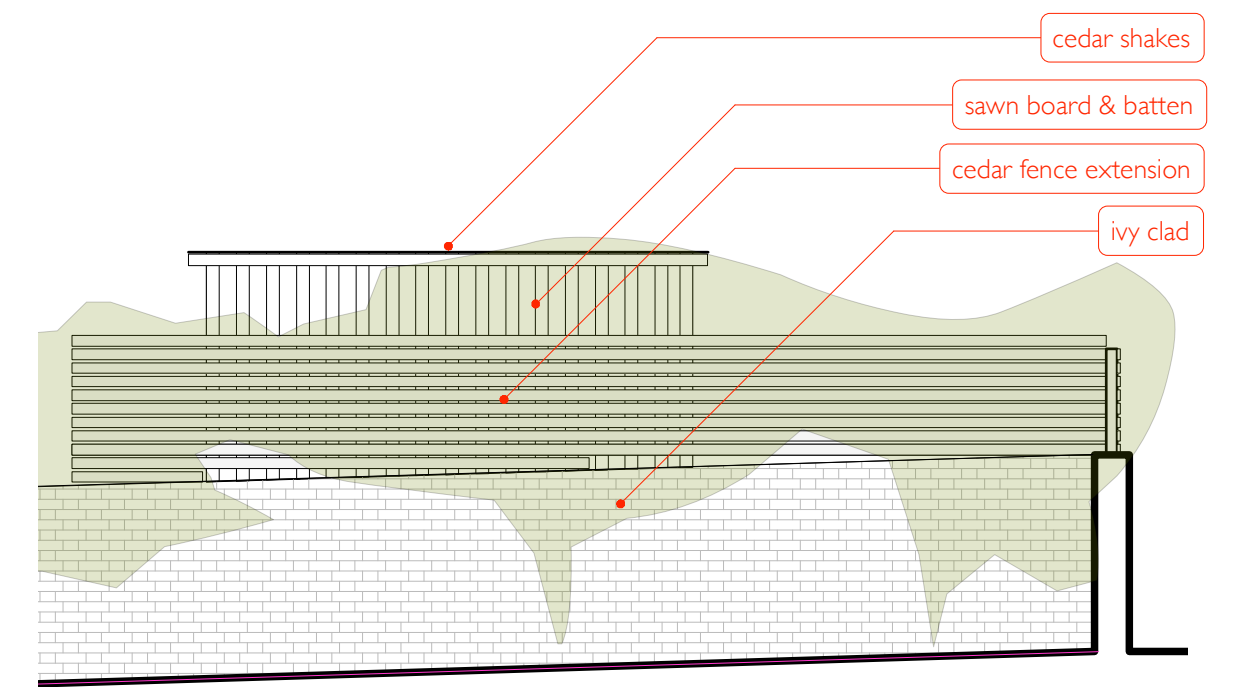 cedar shakes
sawn board & batten
cedar fence extension
ivy clad